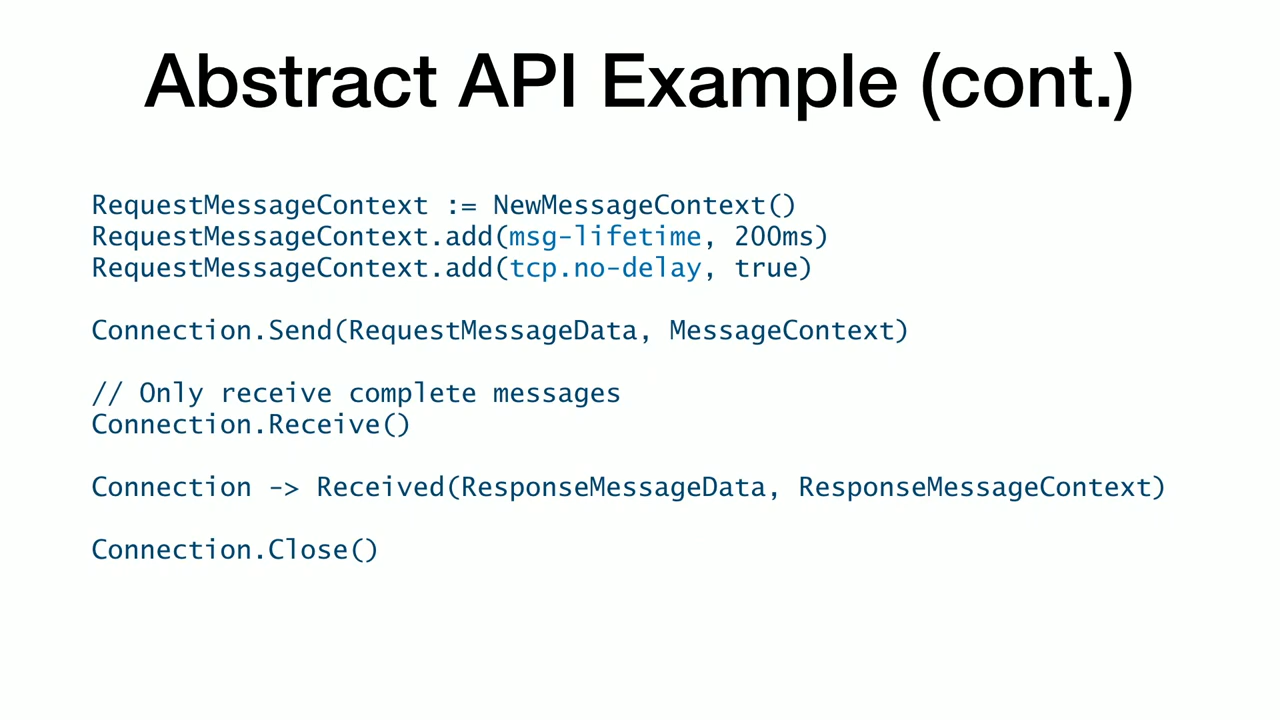 Abstract API Example (cont.)
RequestMessageContext := NewMessageContext()
RequestMessageContext.add(msg-lifetime, 200ms)
RequestMessageContext.add(tcp.no-delay, true)
Connection.Send(RequestMessageData, MessageContext)
// Only receive complete messages
Connection.Receive()
Connection -> Received(ResponseMessageData, ResponseMessageContext)
Connection.Close()